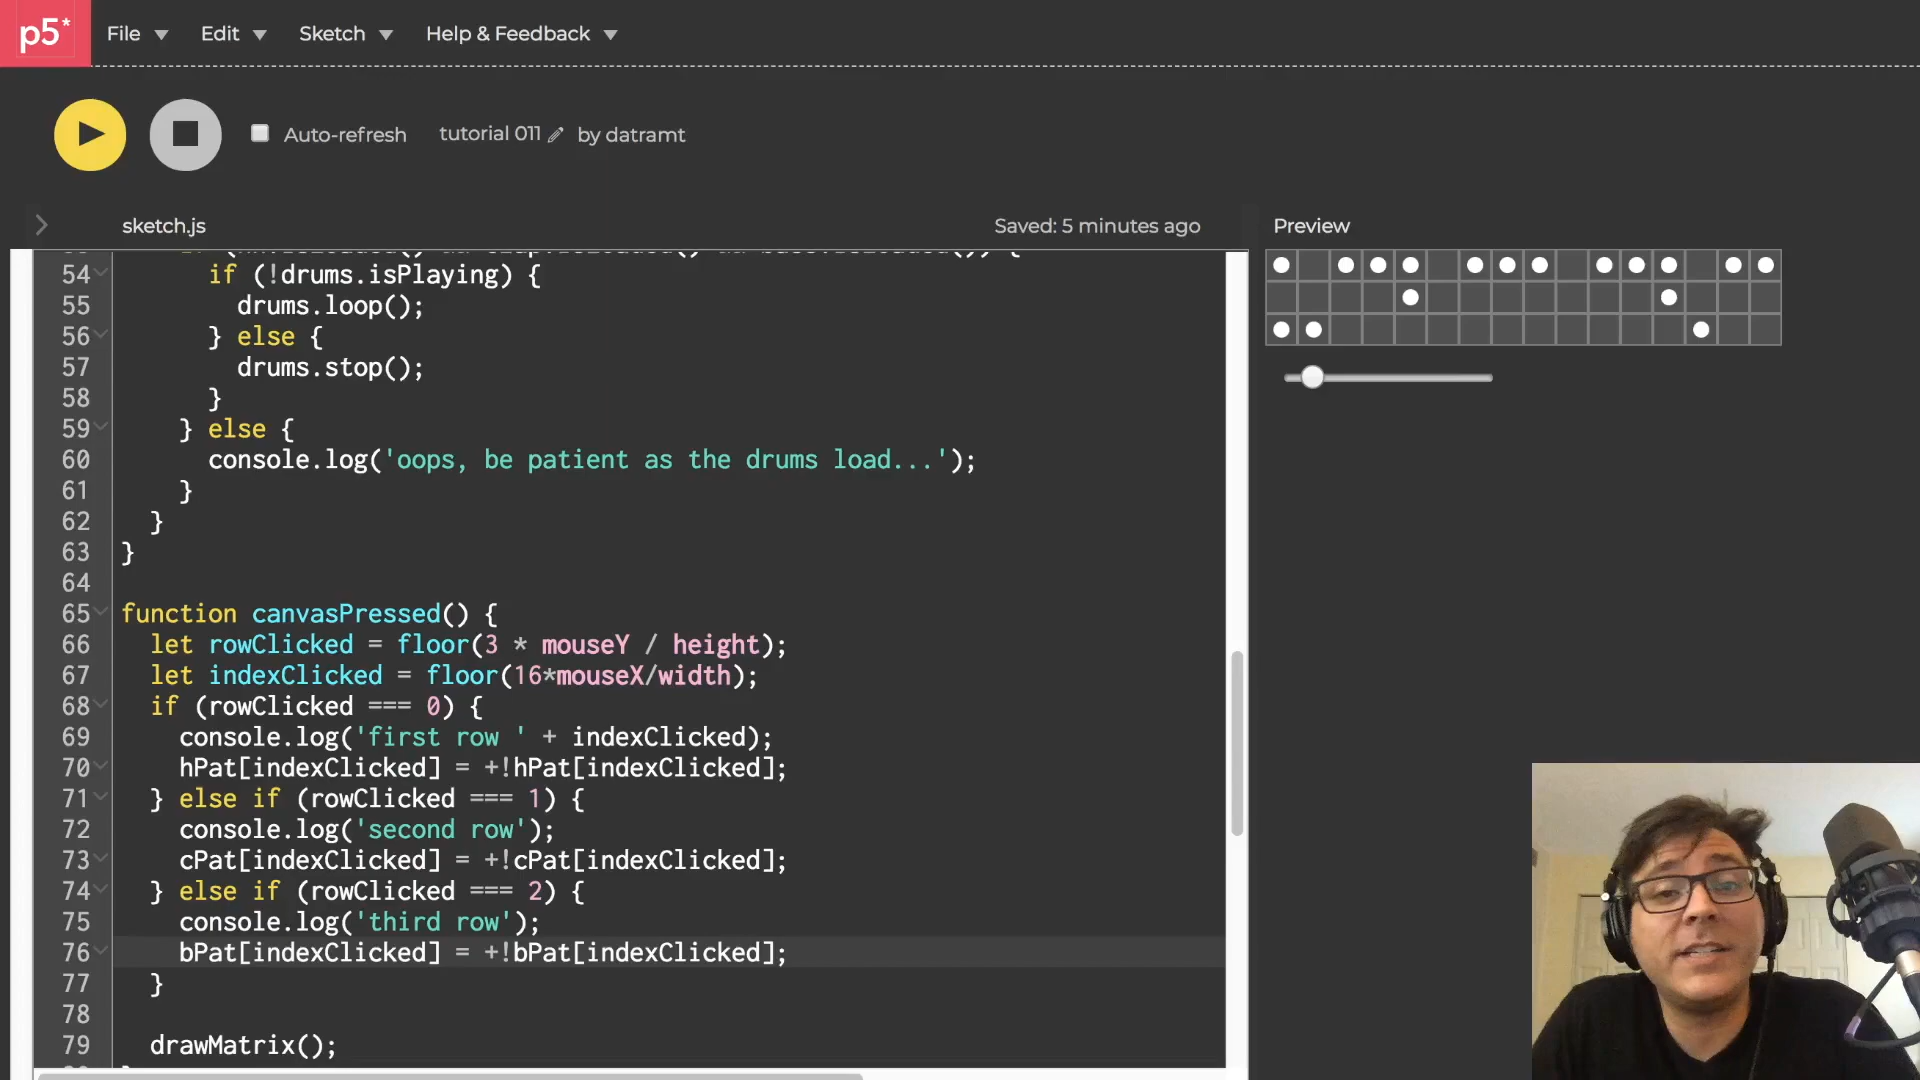 p5*
File Edit Sketch Help & Feedback
Auto-refresh tutorial 011 by datramt
sketch.js Saved: 5 minutes ago Preview
54 if (!drums.isPlaying) {
55 drums.loop();
56 } else {
57 drums.stop();
58 }
59 } else {
60 console.log('oops, be patient as the drums load...');
61 }
62 }
63 }
64
65 function canvasPressed() {
66 let rowClicked = floor(3 * mouseY / height);
67 let indexClicked = floor(16*mouseX/width);
68 if (rowClicked === 0) {
69 console.log('first row ' + indexClicked);
70 hPat[indexClicked] = +!hPat[indexClicked];
71 } else if (rowClicked === 1) {
72 console.log('second row');
73 cPat[indexClicked] = +!cPat[indexClicked];
74 } else if (rowClicked === 2) {
75 console.log('third row');
76 bPat[indexClicked] = +!bPat[indexClicked];
77 }
78
79 drawMatrix();